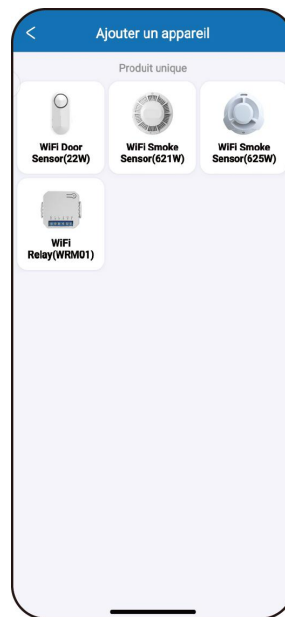 Ajouter un appareil
Produit unique
WiFi Door
Sensor(22W)
WiFi Smoke
Sensor(621W)
WiFi Smoke
Sensor(625W)
WiFi
Relay(WRM01)